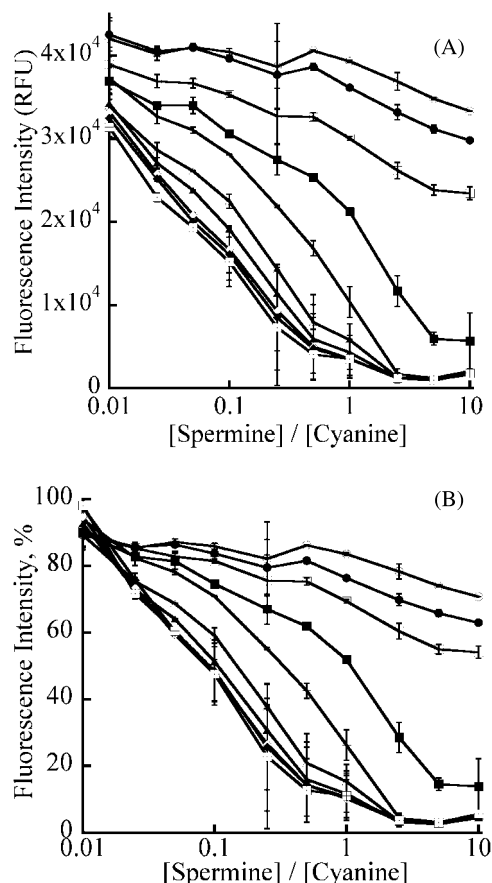 (A)
Fluorescence Intensity (RFU)
4x10⁴
3x10⁴
2x10⁴
1x10⁴
0
0.01
0.1
1
10
[Spermine] / [Cyanine]
(B)
Fluorescence Intensity, %
100
80
60
40
20
0
0.01
0.1
1
10
[Spermine] / [Cyanine]